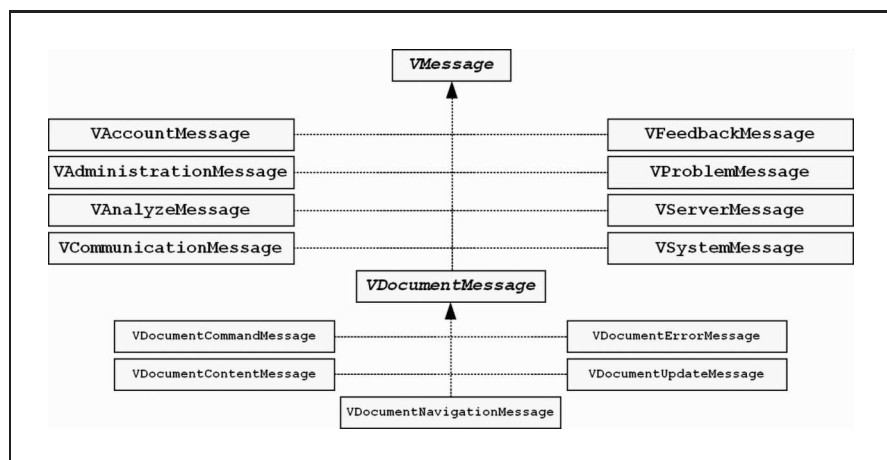 VMessage
VAccountMessage VFeedbackMessage
VAdministrationMessage VProblemMessage
VAnalyzeMessage VServerMessage
VCommunicationMessage VSystemMessage
VDocumentMessage
VDocumentCommandMessage VDocumentErrorMessage
VDocumentContentMessage VDocumentUpdateMessage
VDocumentNavigationMessage